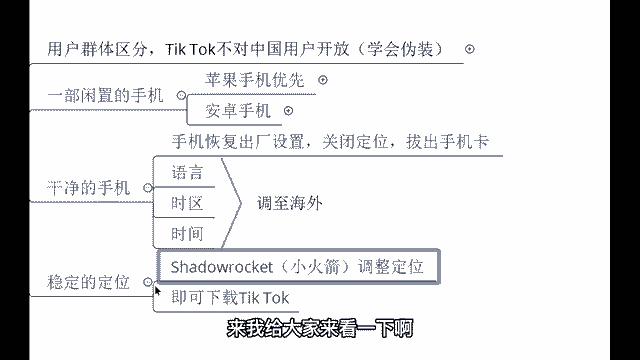 用户群体区分，Tik Tok不对中国用户开放（学会伪装）
一部闲置的手机
苹果手机优先
安卓手机
干净的手机
手机恢复出厂设置，关闭定位，拔出手机卡
语言
时区
时间
调至海外
稳定的定位
Shadowrocket（小火箭）调整定位
即可下载Tik Tok
来我给大家来看一下啊